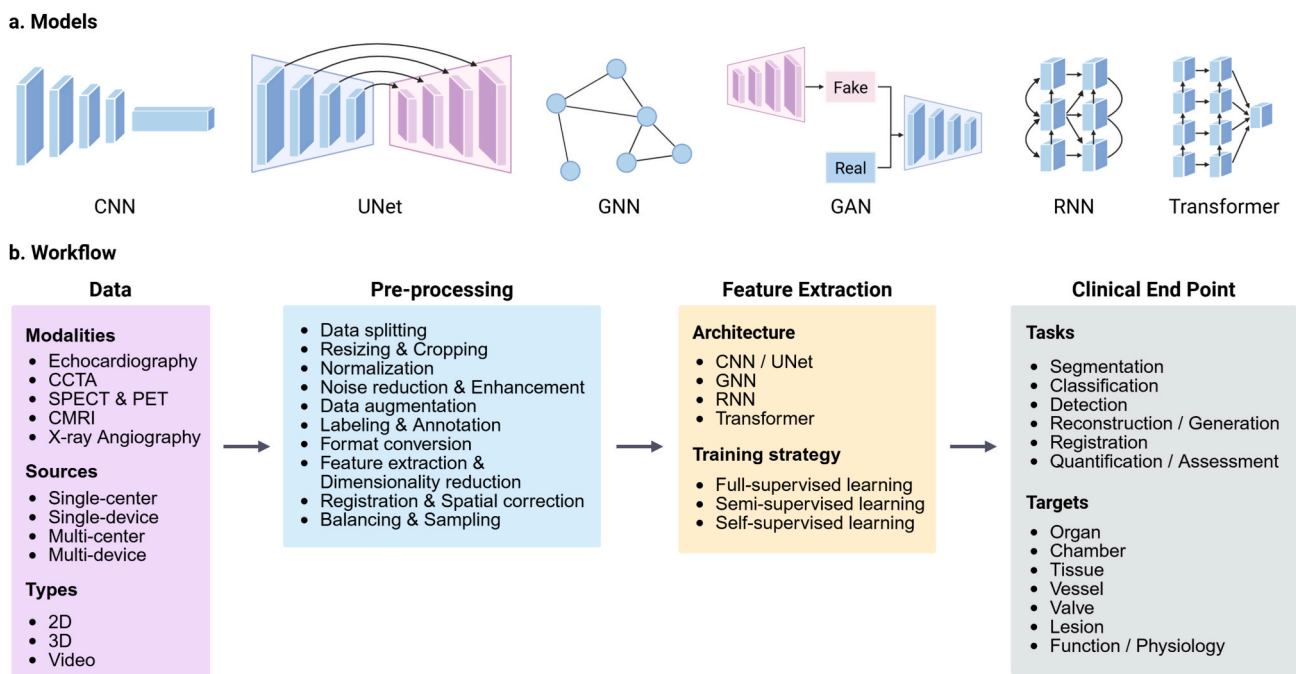 a. Models
CNN
UNet
GNN
Fake
Real
GAN
RNN
Transformer
b. Workflow
Data
Modalities
• Echocardiography
• CCTA
• SPECT & PET
• CMRI
• X-ray Angiography
Sources
• Single-center
• Single-device
• Multi-center
• Multi-device
Types
• 2D
• 3D
• Video
Pre-processing
• Data splitting
• Resizing & Cropping
• Normalization
• Noise reduction & Enhancement
• Data augmentation
• Labeling & Annotation
• Format conversion
• Feature extraction &
Dimensionality reduction
• Registration & Spatial correction
• Balancing & Sampling
Feature Extraction
Architecture
• CNN / UNet
• GNN
• RNN
• Transformer
Training strategy
• Full-supervised learning
• Semi-supervised learning
• Self-supervised learning
Clinical End Point
Tasks
• Segmentation
• Classification
• Detection
• Reconstruction / Generation
• Registration
• Quantification / Assessment
Targets
• Organ
• Chamber
• Tissue
• Vessel
• Valve
• Lesion
• Function / Physiology